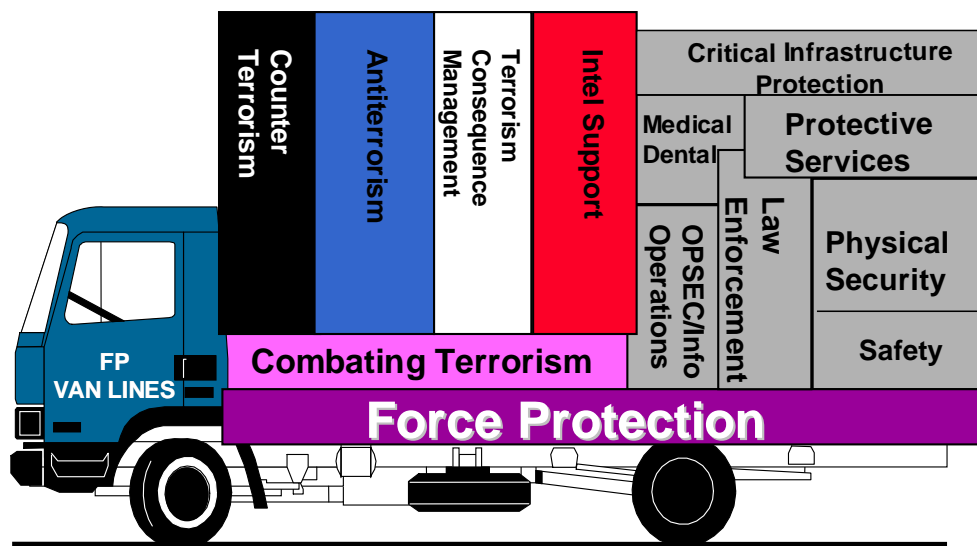 Counter
Terrorism
Antiterrorism
Terrorism
Consequence
Management
Intel Support
Critical Infrastructure
Protection
Medical
Dental
Protective
Services
OPSEC/Info
Operations
Law
Enforcement
Physical
Security
Safety
Combating Terrorism
FP
VAN LINES
Force Protection